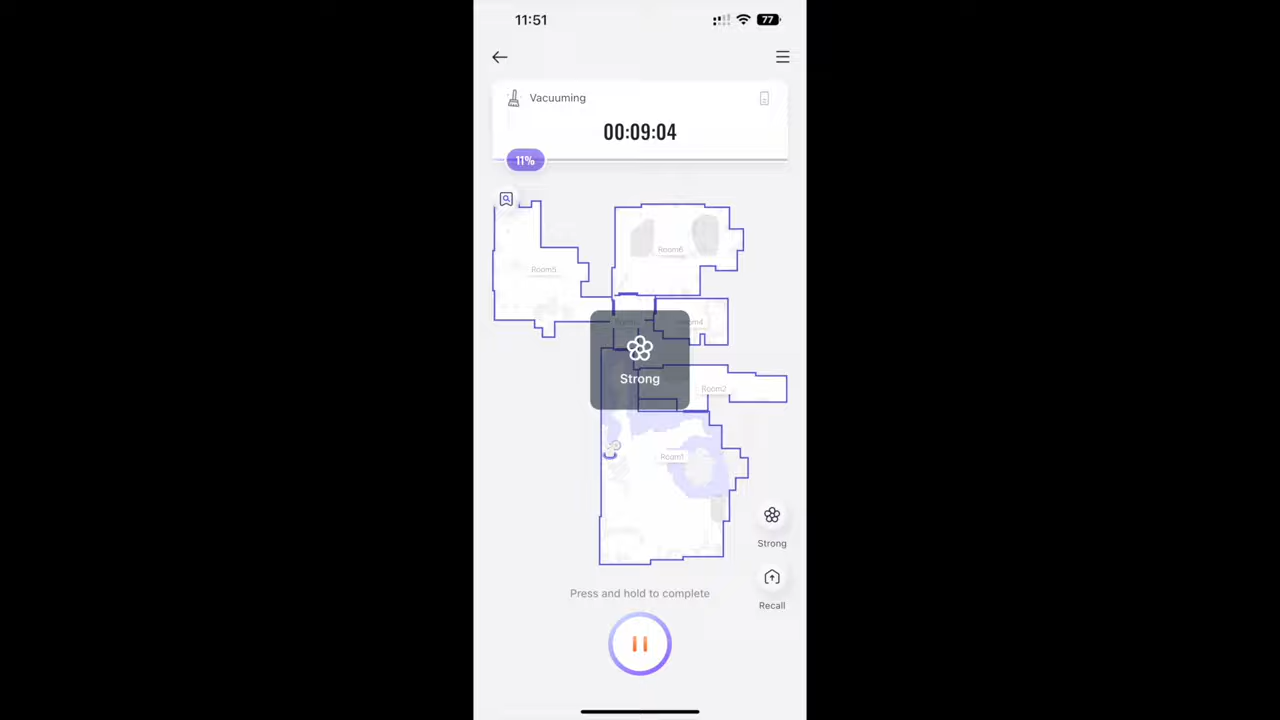 11:51
77
Vacuuming
00:09:04
11%
Room6
Room5
Room2
Room1
Strong
Strong
Press and hold to complete
Recall